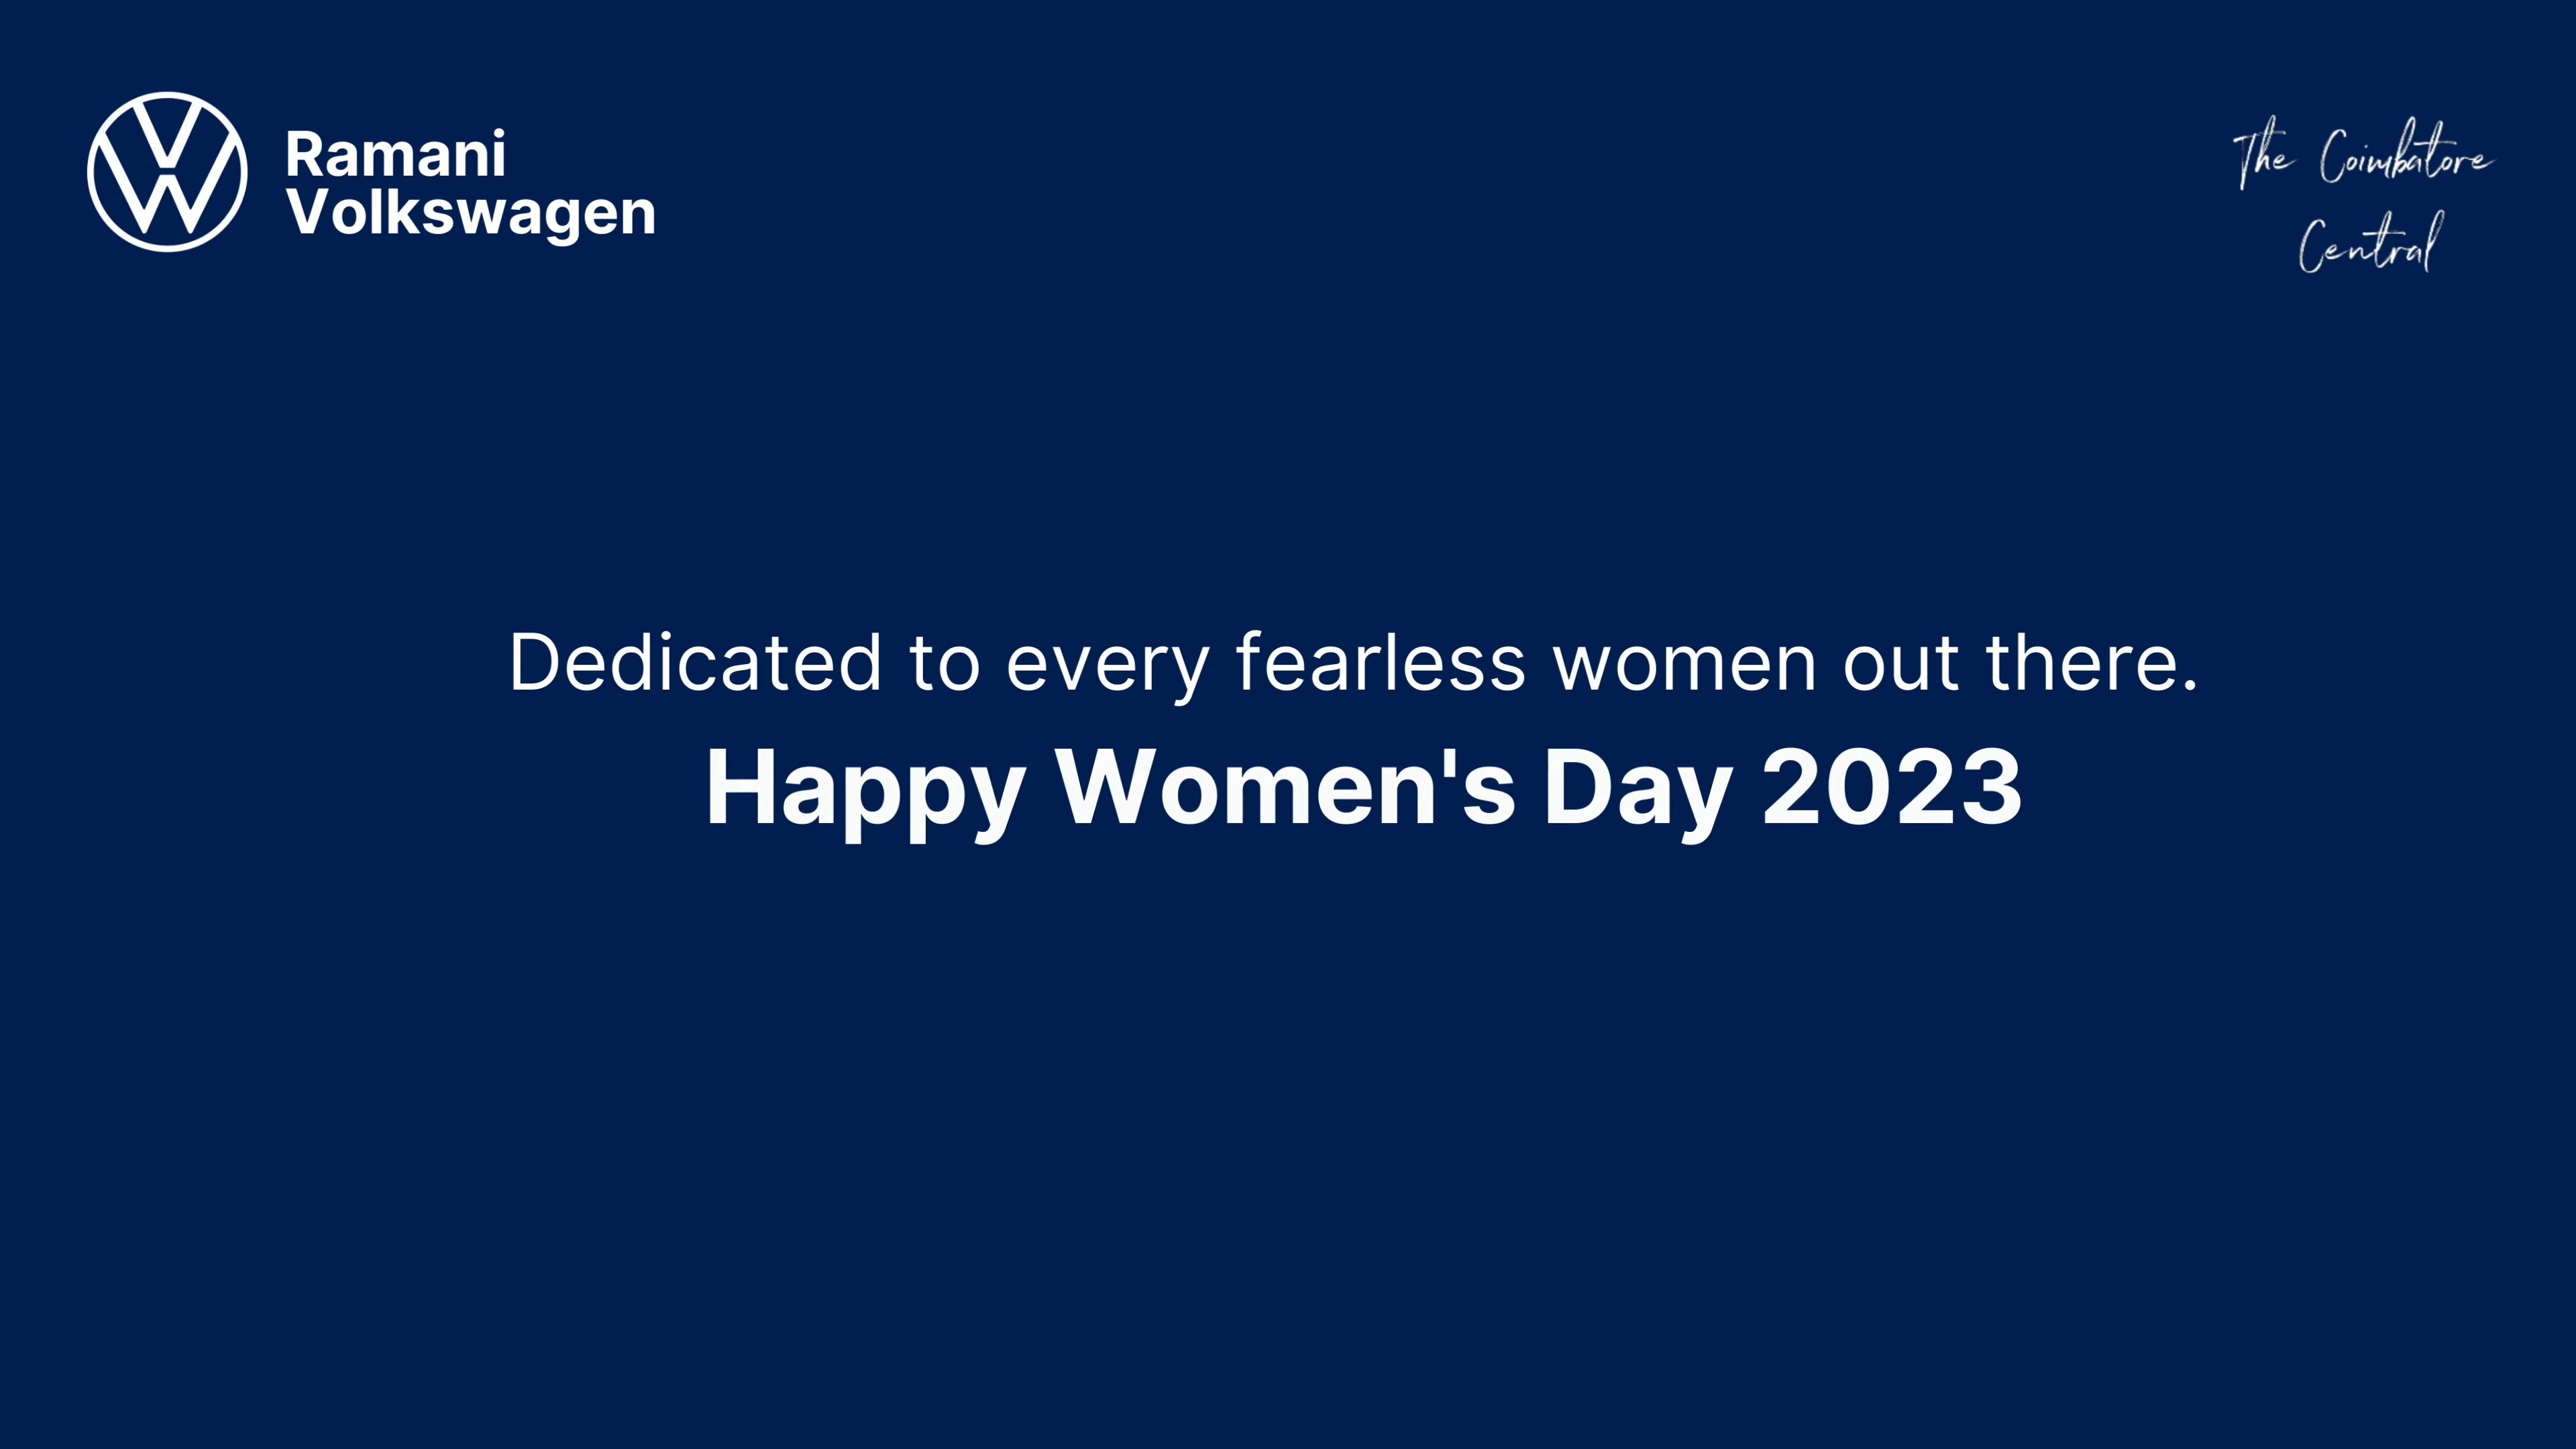 Ramani
Volkswagen
The Coimbatore
Central
Dedicated to every fearless women out there.
Happy Women's Day 2023